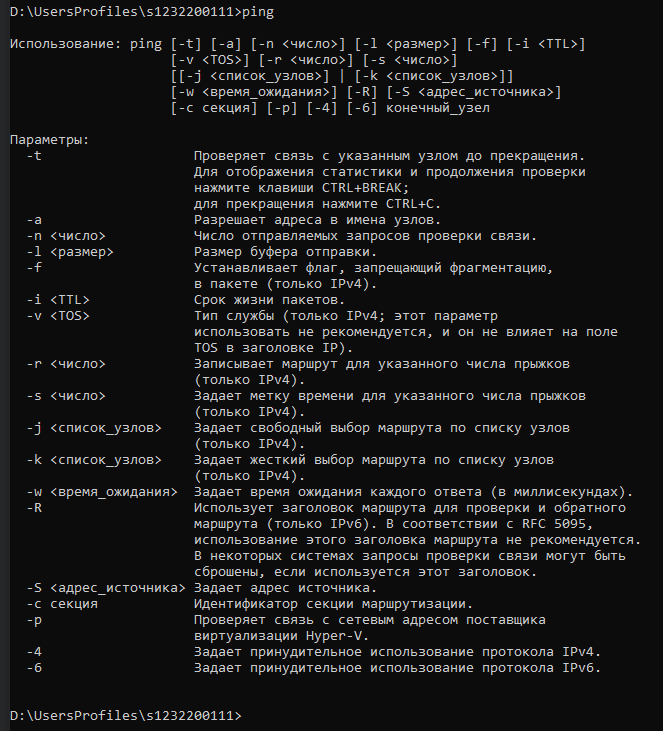 D:\UsersProfiles\s1232200111>ping
Использование: ping [-t] [-a] [-n <число>] [-l <размер>] [-f] [-i <TTL>]
[-v <TOS>] [-r <число>] [-s <число>]
[[-j <список_узлов>] | [-k <список_узлов>]]
[-w <время_ожидания>] [-R] [-S <адрес_источника>]
[-c секция] [-p] [-4] [-6] конечный_узел
Параметры:
-t Проверяет связь с указанным узлом до прекращения.
Для отображения статистики и продолжения проверки
нажмите клавиши CTRL+BREAK;
для прекращения нажмите CTRL+C.
-a Разрешает адреса в имена узлов.
-n <число> Число отправляемых запросов проверки связи.
-l <размер> Размер буфера отправки.
-f Устанавливает флаг, запрещающий фрагментацию,
в пакете (только IPv4).
-i <TTL> Срок жизни пакетов.
-v <TOS> Тип службы (только IPv4; этот параметр
использовать не рекомендуется, и он не влияет на поле
TOS в заголовке IP).
-r <число> Записывает маршрут для указанного числа прыжков
(только IPv4).
-s <число> Задает метку времени для указанного числа прыжков
(только IPv4).
-j <список_узлов> Задает свободный выбор маршрута по списку узлов
(только IPv4).
-k <список_узлов> Задает жесткий выбор маршрута по списку узлов
(только IPv4).
-w <время_ожидания> Задает время ожидания каждого ответа (в миллисекундах).
-R Использует заголовок маршрута для проверки и обратного
маршрута (только IPv6). В соответствии с RFC 5095,
использование этого заголовка маршрута не рекомендуется.
В некоторых системах запросы проверки связи могут быть
сброшены, если используется этот заголовок.
-S <адрес_источника> Задает адрес источника.
-c секция Идентификатор секции маршрутизации.
-p Проверяет связь с сетевым адресом поставщика
виртуализации Hyper-V.
-4 Задает принудительное использование протокола IPv4.
-6 Задает принудительное использование протокола IPv6.
D:\UsersProfiles\s1232200111>